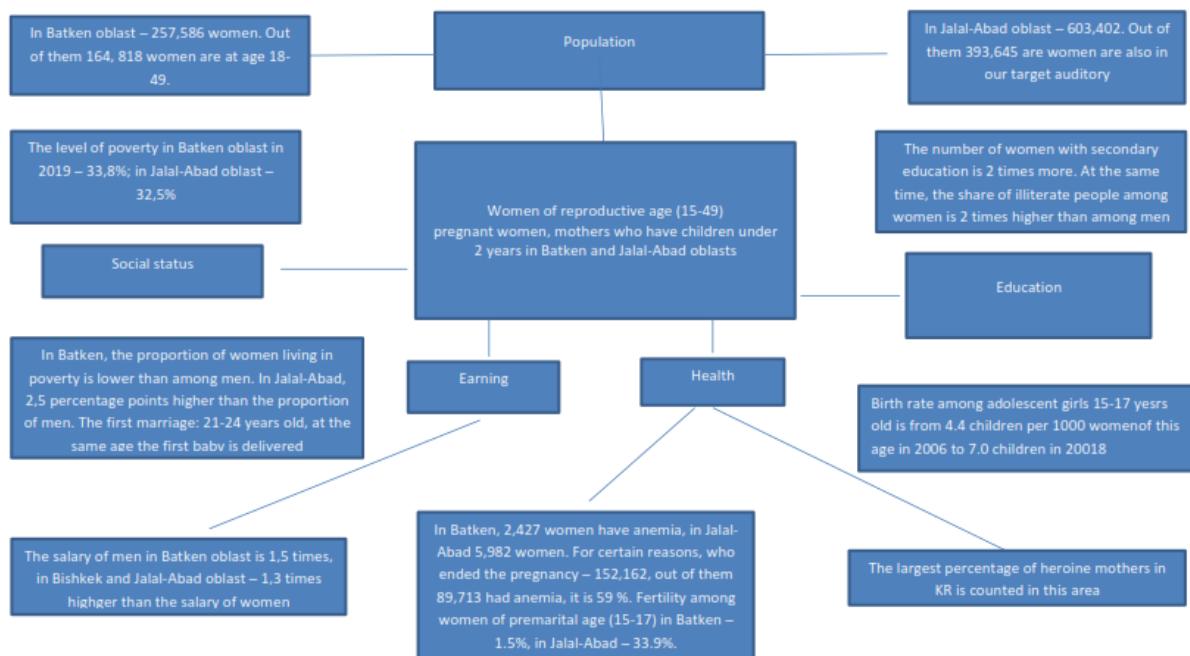 In Batken oblast – 257,586 women. Out
of them 164, 818 women are at age 18-
49.
Population
In Jalal-Abad oblast – 603,402. Out of
them 393,645 are women are also in
our target auditory
The level of poverty in Batken oblast in
2019 – 33,8%; in Jalal-Abad oblast –
32,5%
The number of women with secondary
education is 2 times more. At the same
time, the share of illiterate people among
women is 2 times higher than among men
Women of reproductive age (15-49)
pregnant women, mothers who have children under
2 years in Batken and Jalal-Abad oblasts
Social status
Education
In Batken, the proportion of women living in
poverty is lower than among men. In Jalal-Abad,
2,5 percentage points higher than the proportion
of men. The first marriage: 21-24 years old, at
the same age the first baby is delivered
Earning
Health
Birth rate among adolescent girls 15-17 yesrs
old is from 4.4 children per 1000 womenof this
age in 2006 to 7.0 children in 20018
The salary of men in Batken oblast is 1,5 times,
in Bishkek and Jalal-Abad oblast – 1,3 times
highger than the salary of women
In Batken, 2,427 women have anemia, in Jalal-
Abad 5,982 women. For certain reasons, who
ended the pregnancy – 152,162, out of them
89,713 had anemia, it is 59 %. Fertility among
women of premarital age (15-17) in Batken –
1.5%, in Jalal-Abad – 33.9%.
The largest percentage of heroine mothers in
KR is counted in this area